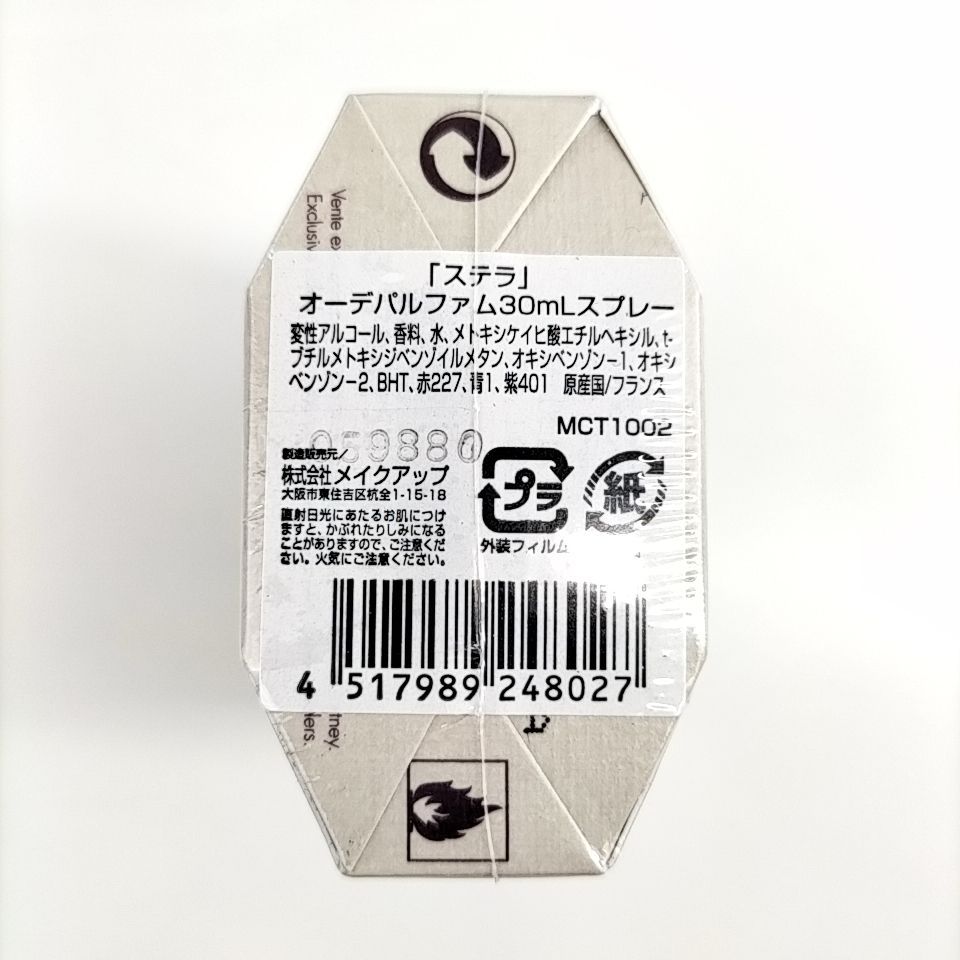 Vente
Exclusiv
「ステラ」
オーデパルファム30mLスプレー
変性アルコール、香料、水、メトキシケイヒ酸エチルヘキシル、t-
ブチルメトキシジベンゾイルメタン、オキシベンゾン-1、オキシ
ベンゾン-2、BHT、赤227、青1、紫401 原産国/フランス
MCT1002
059880
製造販売元/
株式会社メイクアップ
大阪市東住吉区杭全1-15-18
直射日光にあたるお肌につけ
ますと、かぶれたりしみになる
ことがありますので、ご注意くだ
さい。火気にご注意ください。
プラ
外装フィルム
紙
4 517989 248027
tney.
lers.